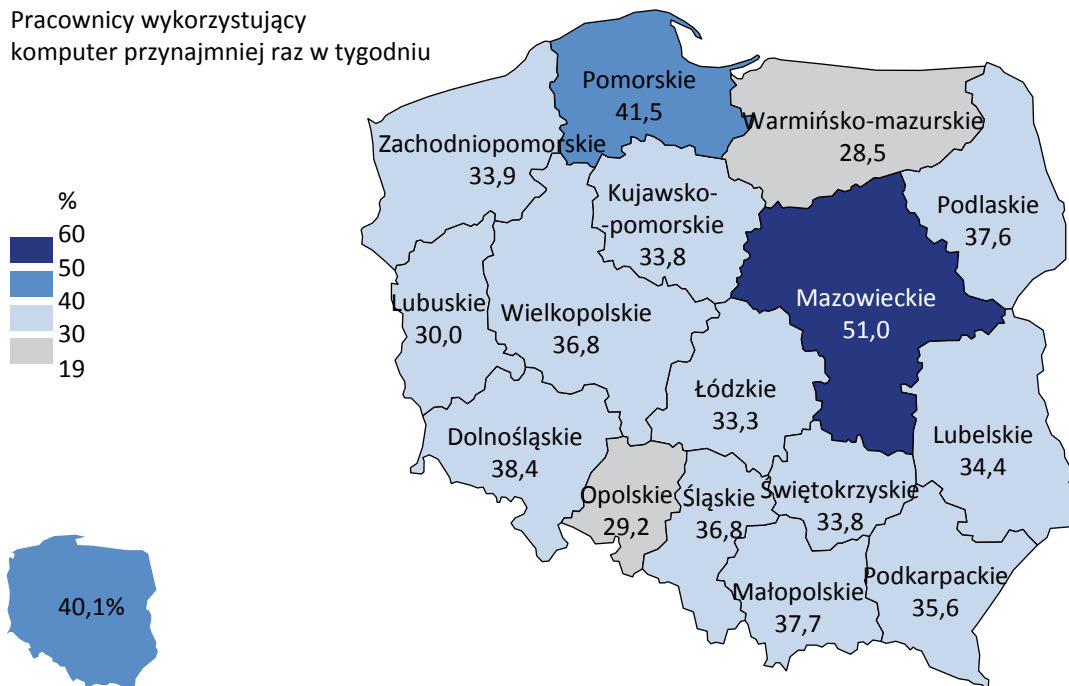 Pracownicy wykorzystujący
komputer przynajmniej raz w tygodniu
%
60
50
40
30
19
40,1%
Pomorskie
41,5
Warmińsko-mazurskie
28,5
Zachodniopomorskie
33,9
Kujawsko-
-pomorskie
33,8
Podlaskie
37,6
Mazowieckie
51,0
Lubuskie
30,0
Wielkopolskie
36,8
Łódzkie
33,3
Dolnośląskie
38,4
Lubelskie
34,4
Opolskie
29,2
Śląskie
36,8
Świętokrzyskie
33,8
Małopolskie
37,7
Podkarpackie
35,6